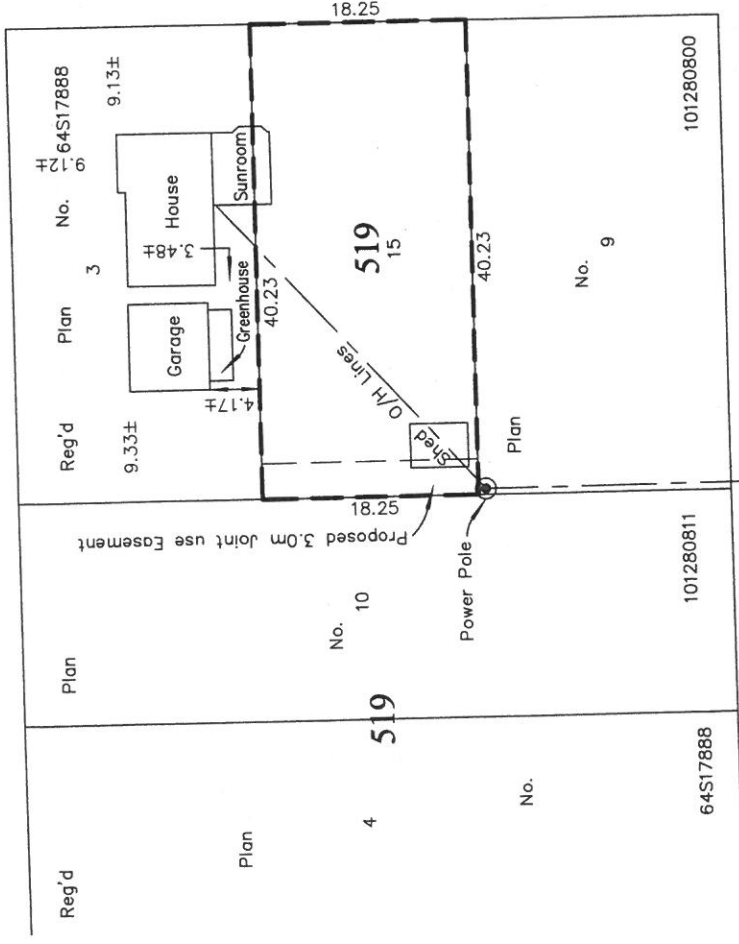 18.25
Reg'd Plan No. 64S17888
3
9.12±
9.13±
9.33±
House
3.48±
Garage
Sunroom
Greenhouse
4.17±
40.23
519
15
O/H Lines
Shed
40.23
18.25
Proposed 3.0m Joint use Easement
Power Pole
Plan No. 101280800
9
Plan No. 101280811
10
519
Reg'd Plan No. 64S17888
4